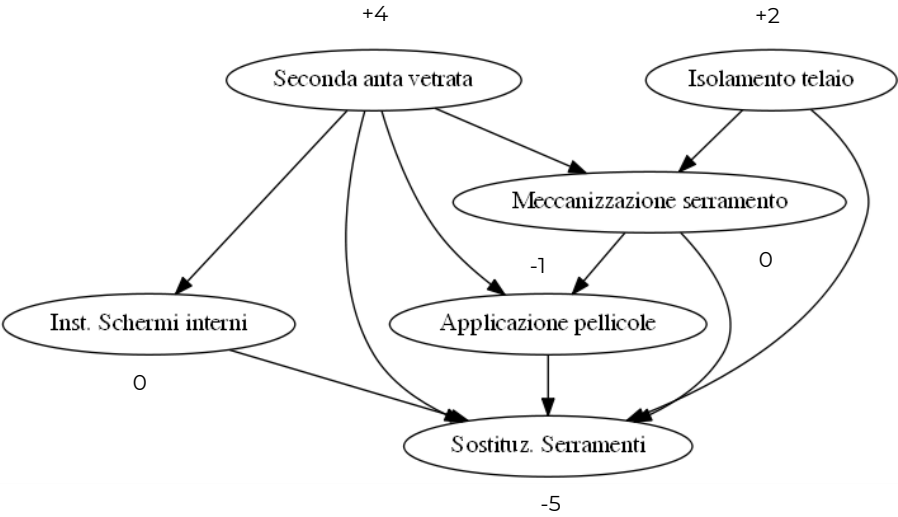 +4
+2
Seconda anta vetrata
Isolamento telaio
Meccanizzazione serramento
-1
0
Inst. Schermi interni
Applicazione pellicole
0
Sostituz. Serramenti
-5